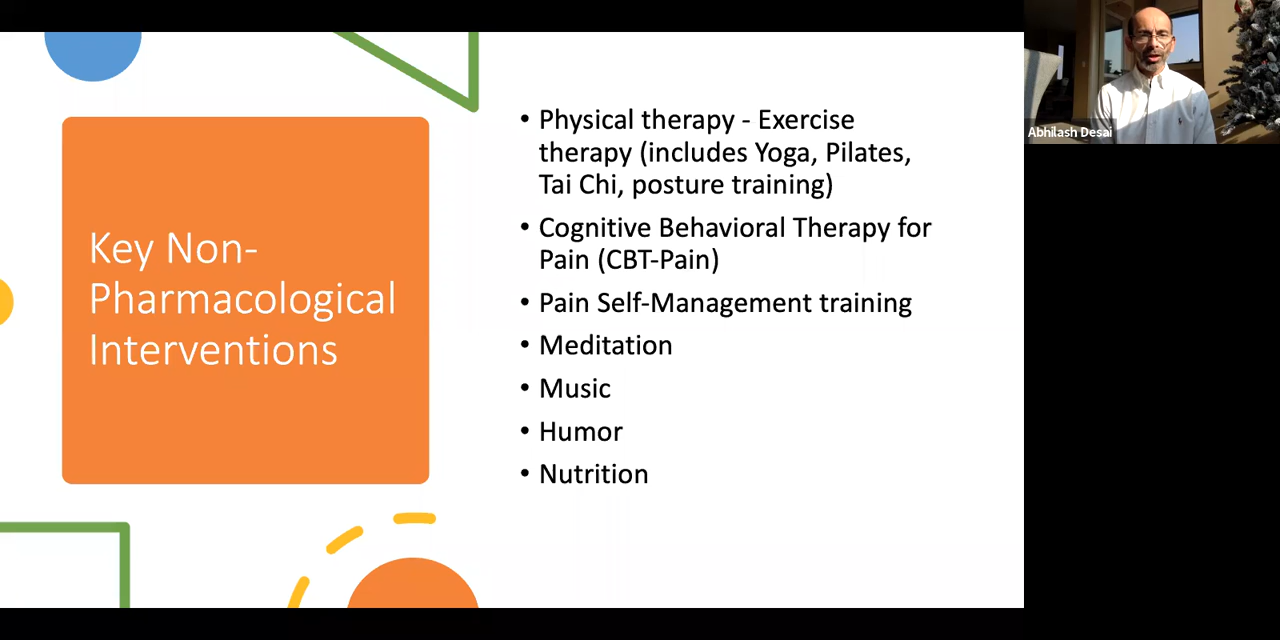 Key Non-
Pharmacological
Interventions
• Physical therapy - Exercise
therapy (includes Yoga, Pilates,
Tai Chi, posture training)
• Cognitive Behavioral Therapy for
Pain (CBT-Pain)
• Pain Self-Management training
• Meditation
• Music
• Humor
• Nutrition
Abhilash Desai